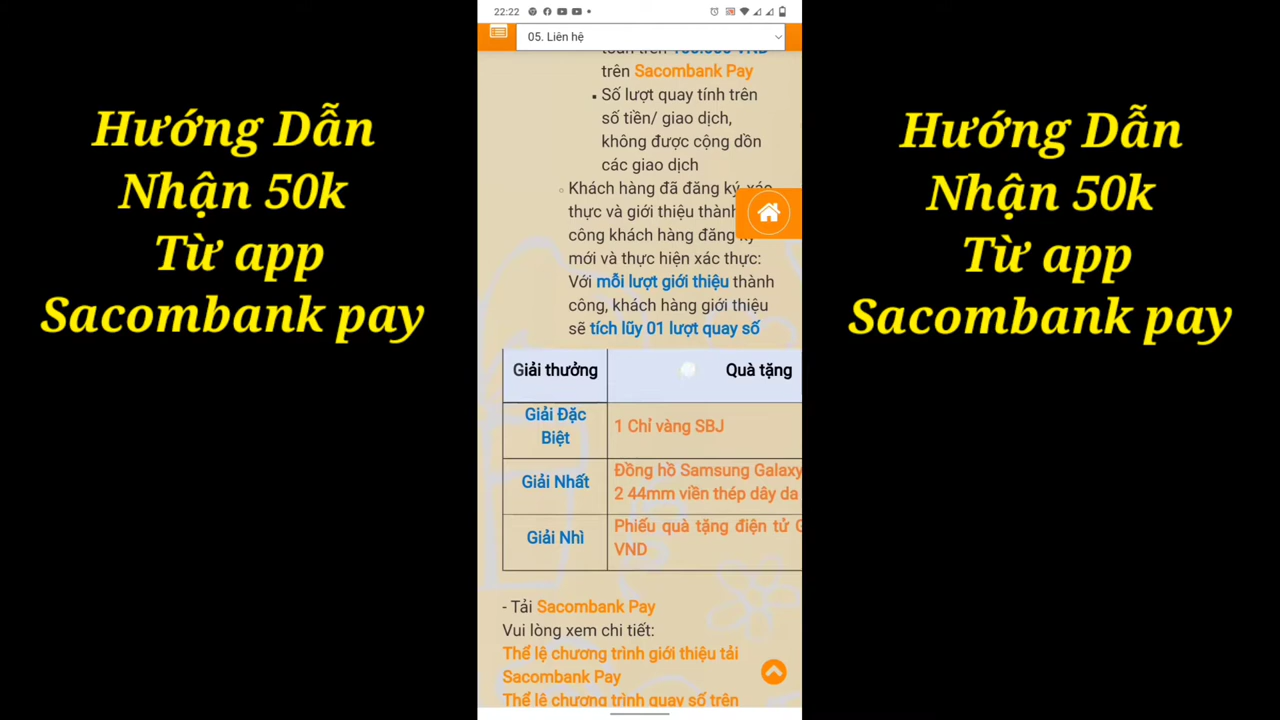 Hướng Dẫn
Nhận 50k
Từ app
Sacombank pay
22:22
05. Liên hệ
trên Sacombank Pay
▪ Số lượt quay tính trên
số tiền/ giao dịch,
không được cộng dồn
các giao dịch
○ Khách hàng đã đăng ký
thực và giới thiệu thành
công khách hàng đăng
mới và thực hiện xác thực:
Với mỗi lượt giới thiệu thành
công, khách hàng giới thiệu
sẽ tích lũy 01 lượt quay số
Giải thưởng Quà tặng
Giải Đặc
Biệt
1 Chỉ vàng SBJ
Giải Nhất
Đồng hồ Samsung Galaxy
2 44mm viền thép dây da
Giải Nhì
Phiếu quà tặng điện tử
VND
- Tải Sacombank Pay
Vui lòng xem chi tiết:
Thể lệ chương trình giới thiệu tải
Sacombank Pay
Thể lệ chương trình quay số trên
Hướng Dẫn
Nhận 50k
Từ app
Sacombank pay